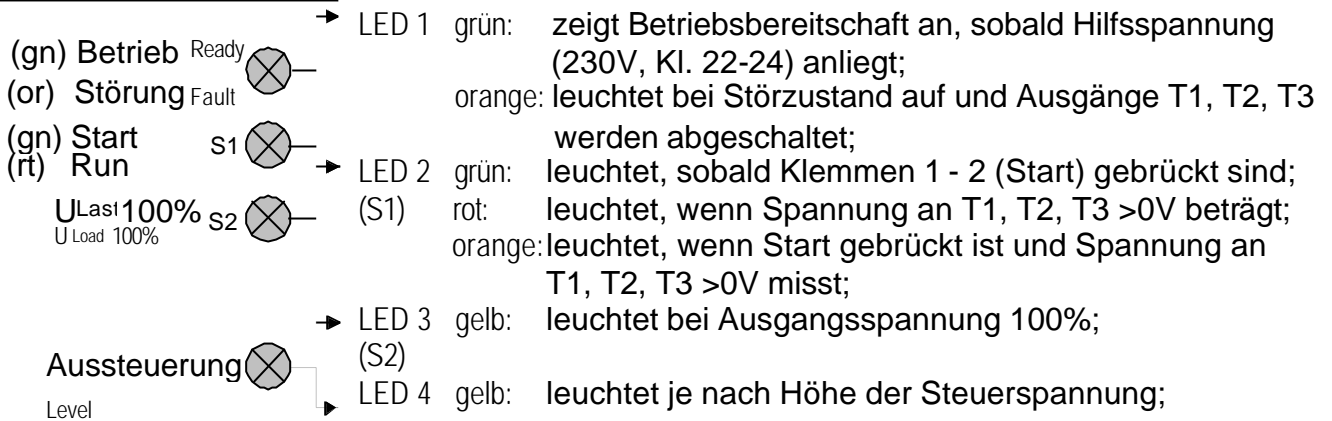 (gn) Betrieb Ready
(or) Störung Fault
(gn) Start S1
(rt) Run
ULast 100% S2
U Load 100%
Aussteuerung
Level
LED 1 grün: zeigt Betriebsbereitschaft an, sobald Hilfsspannung
(230V, Kl. 22-24) anliegt;
orange: leuchtet bei Störzustand auf und Ausgänge T1, T2, T3
werden abgeschaltet;
LED 2 grün: leuchtet, sobald Klemmen 1 - 2 (Start) gebrückt sind;
(S1) rot: leuchtet, wenn Spannung an T1, T2, T3 >0V beträgt;
orange: leuchtet, wenn Start gebrückt ist und Spannung an
T1, T2, T3 >0V misst;
LED 3 gelb: leuchtet bei Ausgangsspannung 100%;
(S2)
LED 4 gelb: leuchtet je nach Höhe der Steuerspannung;